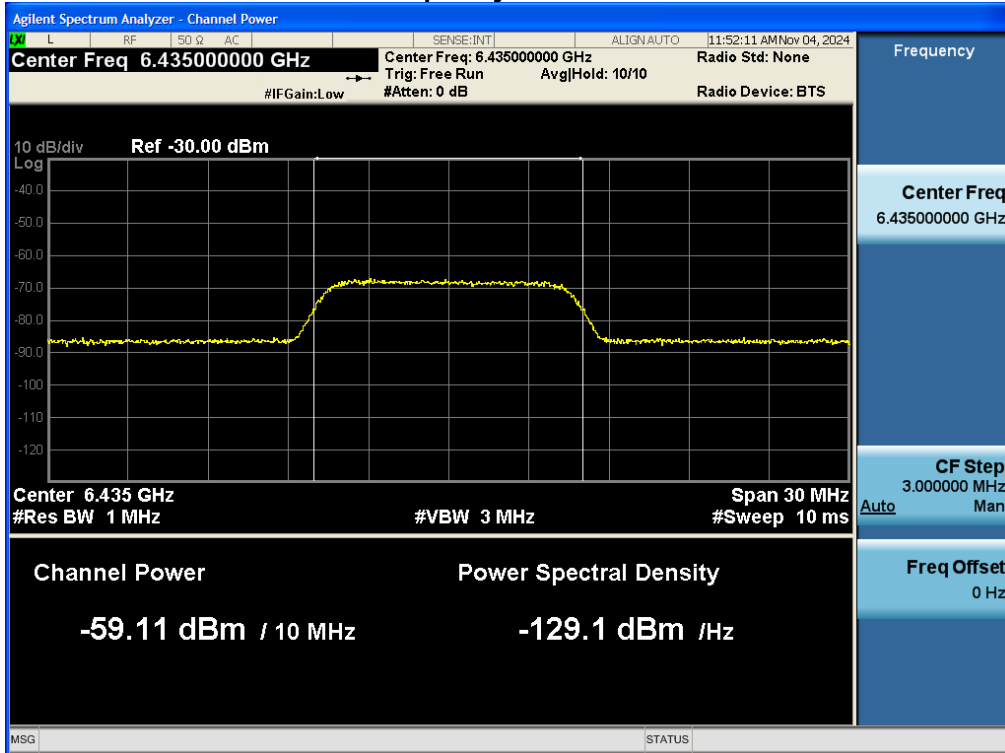 Agilent Spectrum Analyzer - Channel Power
LXI L RF 50 Ω AC SENSE:INT ALIGN AUTO 11:52:11 AM Nov 04, 2024
Center Freq 6.435000000 GHz
Center Freq: 6.435000000 GHz
Radio Std: None
Trig: Free Run Avg|Hold: 10/10
#IFGain:Low
#Atten: 0 dB
Radio Device: BTS
10 dB/div Ref -30.00 dBm
Log
-40.0
-50.0
-60.0
-70.0
-80.0
-90.0
-100
-110
-120
Center 6.435 GHz Span 30 MHz
#Res BW 1 MHz #VBW 3 MHz #Sweep 10 ms
Channel Power Power Spectral Density
-59.11 dBm / 10 MHz -129.1 dBm /Hz
MSG STATUS
Frequency
Center Freq
6.435000000 GHz
CF Step
3.000000 MHz
Auto Man
Freq Offset
0 Hz